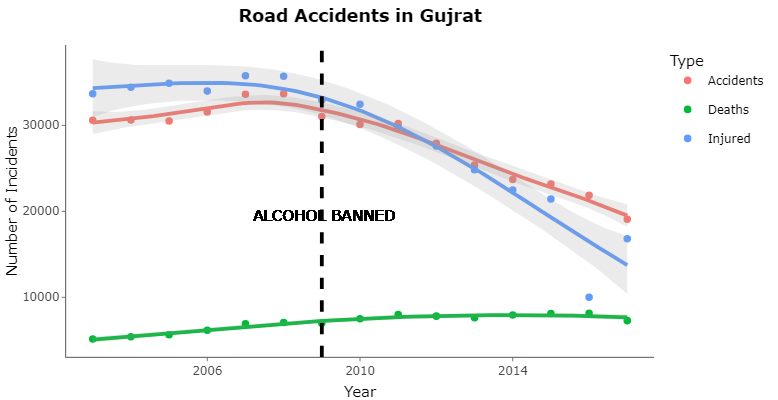 Road Accidents in Gujrat
Type
Accidents
Deaths
Injured
30000
20000
10000
Number of Incidents
ALCOHOL BANNED
2006
2010
2014
Year